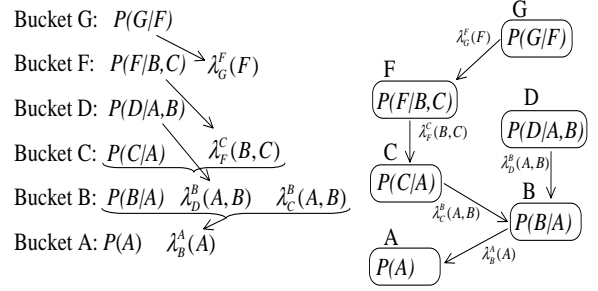 Bucket G: P(G/F)
Bucket F: P(F/B,C) λ_G^F(F)
Bucket D: P(D/A,B)
Bucket C: P(C/A) λ_F^C(B,C)
Bucket B: P(B/A) λ_D^B(A,B) λ_C^B(A,B)
Bucket A: P(A) λ_B^A(A)
G
P(G/F)
λ_G^F(F)
F
P(F/B,C)
D
P(D/A,B)
λ_F^C(B,C)
λ_D^B(A,B)
C
P(C/A)
B
P(B/A)
λ_C^B(A,B)
A
P(A)
λ_B^A(A)